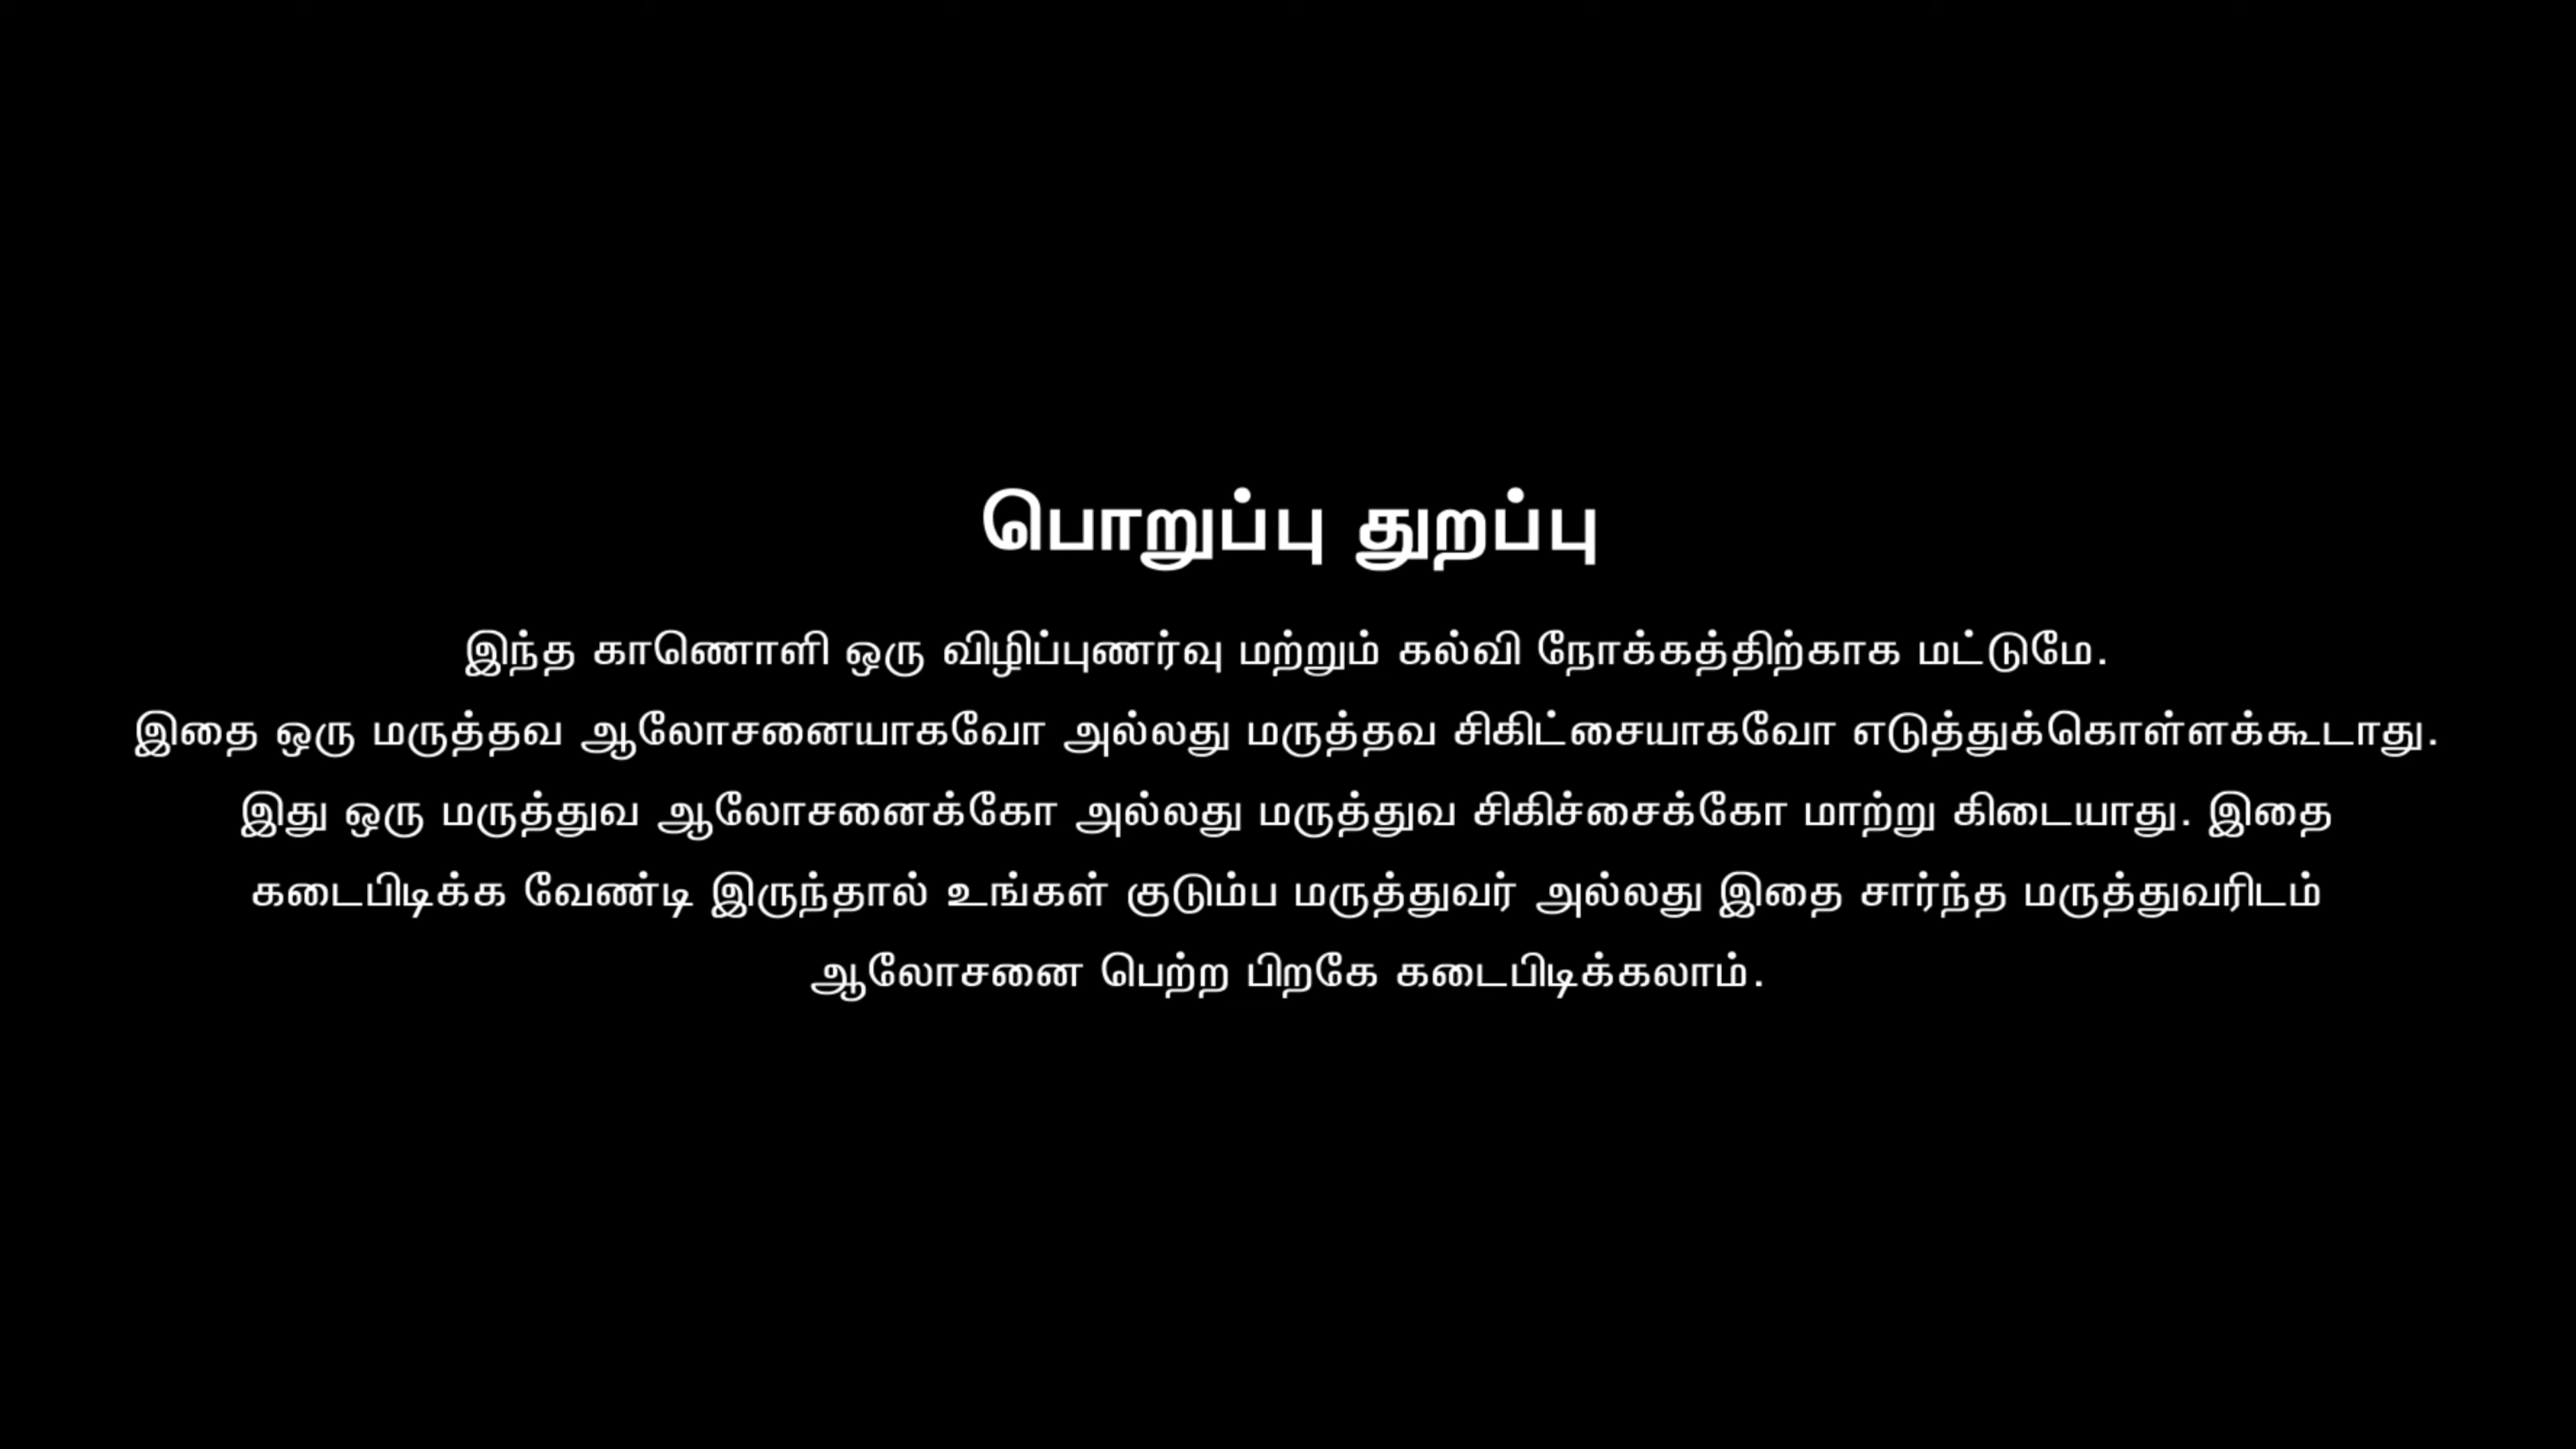 பொறுப்பு துறப்பு
இந்த காணொளி ஒரு விழிப்புணர்வு மற்றும் கல்வி நோக்கத்திற்காக மட்டுமே.
இதை ஒரு மருத்தவ ஆலோசனையாகவோ அல்லது மருத்தவ சிகிட்சையாகவோ எடுத்துக்கொள்ளக்கூடாது.
இது ஒரு மருத்துவ ஆலோசனைக்கோ அல்லது மருத்துவ சிகிச்சைக்கோ மாற்று கிடையாது. இதை
கடைபிடிக்க வேண்டி இருந்தால் உங்கள் குடும்ப மருத்துவர் அல்லது இதை சார்ந்த மருத்துவரிடம்
ஆலோசனை பெற்ற பிறகே கடைபிடிக்கலாம்.